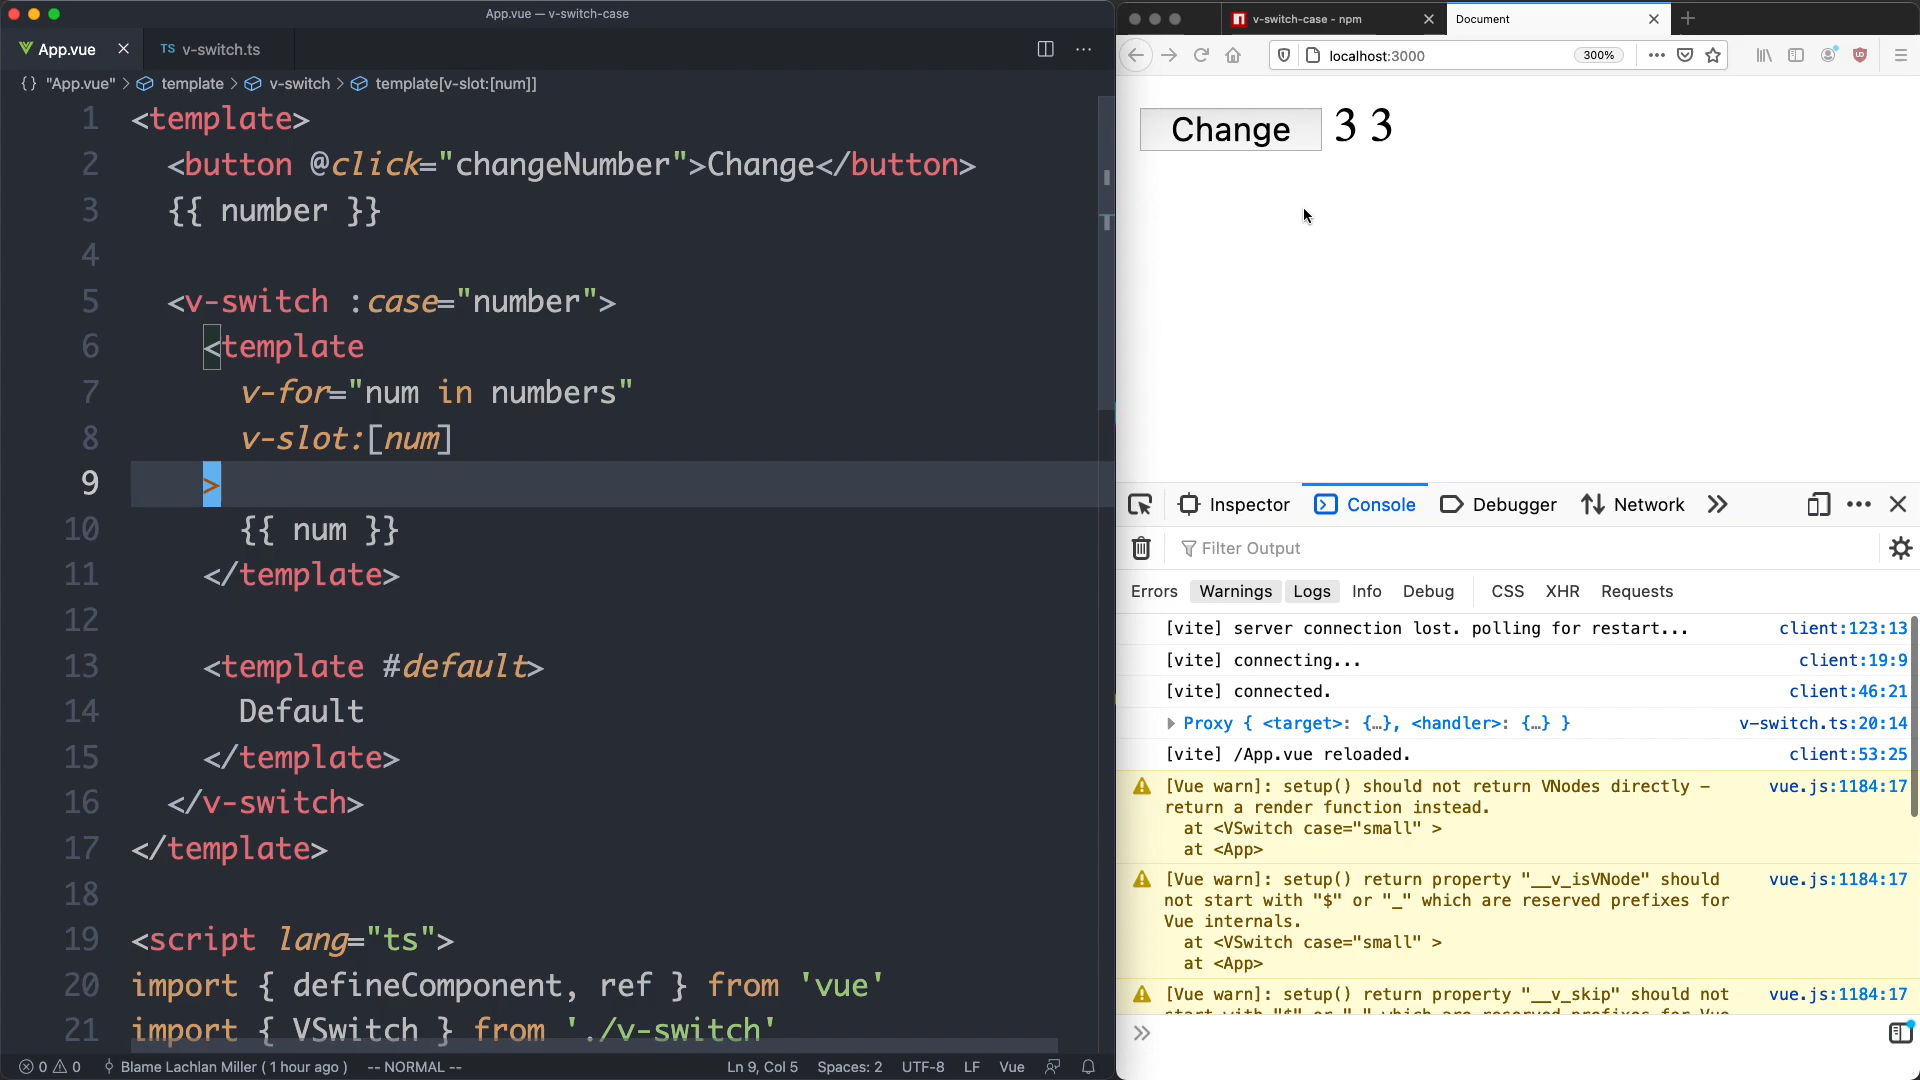 App.vue — v-switch-case
App.vue
TS v-switch.ts
{} "App.vue" > template > v-switch > template[v-slot:[num]]
1 <template>
2 <button @click="changeNumber">Change</button>
3 {{ number }}
4
5 <v-switch :case="number">
6 <template
7 v-for="num in numbers"
8 v-slot:[num]
9 >
10 {{ num }}
11 </template>
12
13 <template #default>
14 Default
15 </template>
16 </v-switch>
17 </template>
18
19 <script lang="ts">
20 import { defineComponent, ref } from 'vue'
21 import { VSwitch } from './v-switch'
0 0 Blame Lachlan Miller ( 1 hour ago ) -- NORMAL -- Ln 9, Col 5 Spaces: 2 UTF-8 LF Vue
v-switch-case - npm
Document
localhost:3000 300%
Change 3 3
Inspector Console Debugger Network
Filter Output
Errors Warnings Logs Info Debug CSS XHR Requests
[vite] server connection lost. polling for restart... client:123:13
[vite] connecting... client:19:9
[vite] connected. client:46:21
Proxy { <target>: {…}, <handler>: {…} } v-switch.ts:20:14
[vite] /App.vue reloaded. client:53:25
[Vue warn]: setup() should not return VNodes directly – vue.js:1184:17
return a render function instead.
at <VSwitch case="small" >
at <App>
[Vue warn]: setup() return property "__v_isVNode" should vue.js:1184:17
not start with "$" or "_" which are reserved prefixes for
Vue internals.
at <VSwitch case="small" >
at <App>
[Vue warn]: setup() return property "__v_skip" should not vue.js:1184:17
start with "$" or "_" which are reserved prefixes for Vue